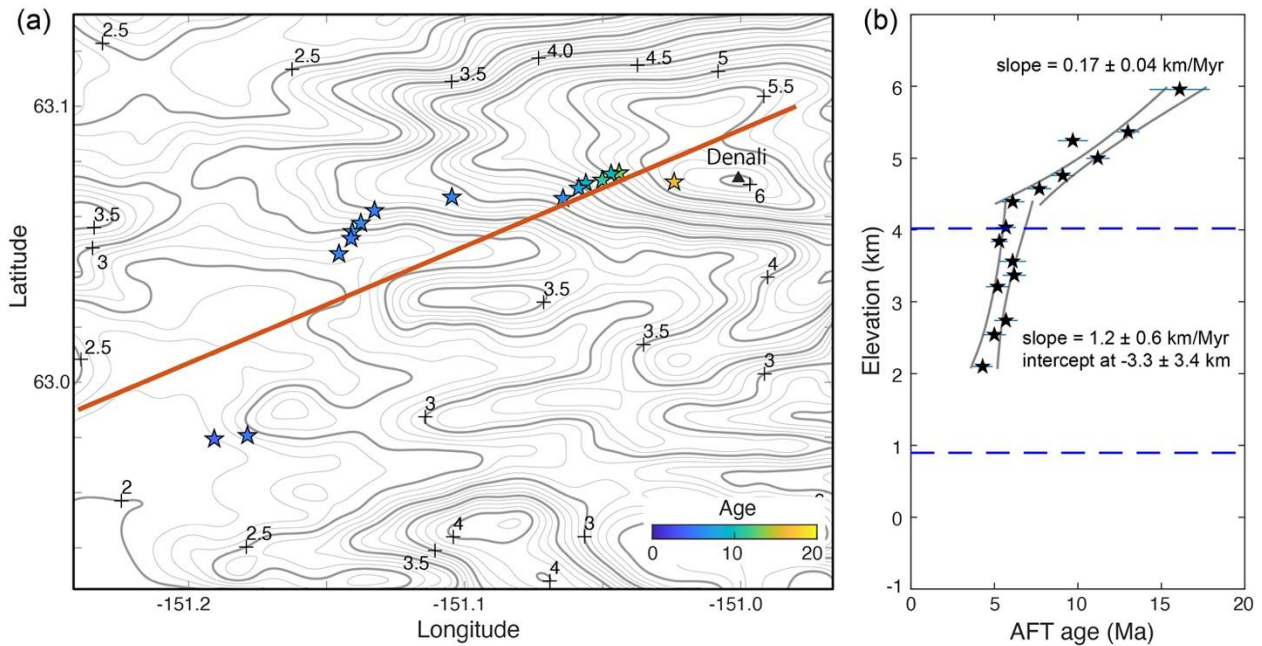 (a)
2.5
2.5
4.0
4.5
5
3.5
5.5
63.1
Denali
6
3.5
3
4
3.5
3.5
2.5
3
63.0
3
2
2.5
4
3
3.5
4
Age
0 10 20
-151.2 -151.1 -151.0
Latitude
Longitude
(b)
slope = 0.17 ± 0.04 km/Myr
slope = 1.2 ± 0.6 km/Myr
intercept at -3.3 ± 3.4 km
7
6
5
4
3
2
1
0
-1
0 5 10 15 20
Elevation (km)
AFT age (Ma)